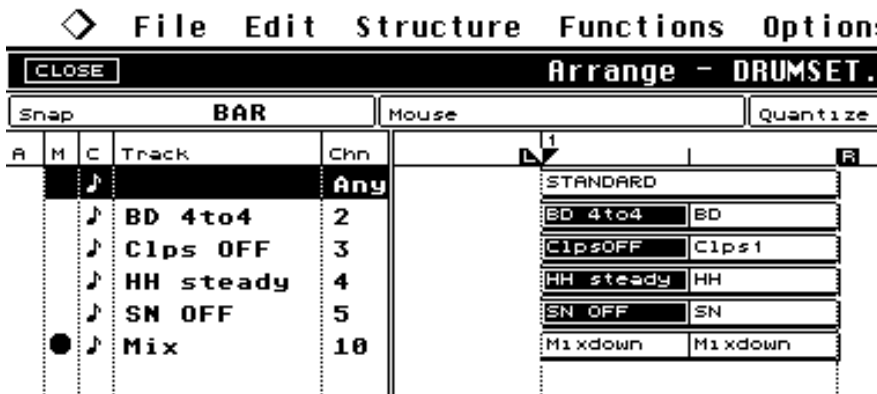 File Edit Structure Functions Options
CLOSE Arrange - DRUMSET.
Snap BAR Mouse Quantize
A M C Track Chn L 1 R
Any STANDARD
BD 4to4 2 BD 4to4 BD
Clps OFF 3 ClpsOFF Clps1
HH steady 4 HH steady HH
SN OFF 5 SN OFF SN
Mix 10 Mixdown Mixdown